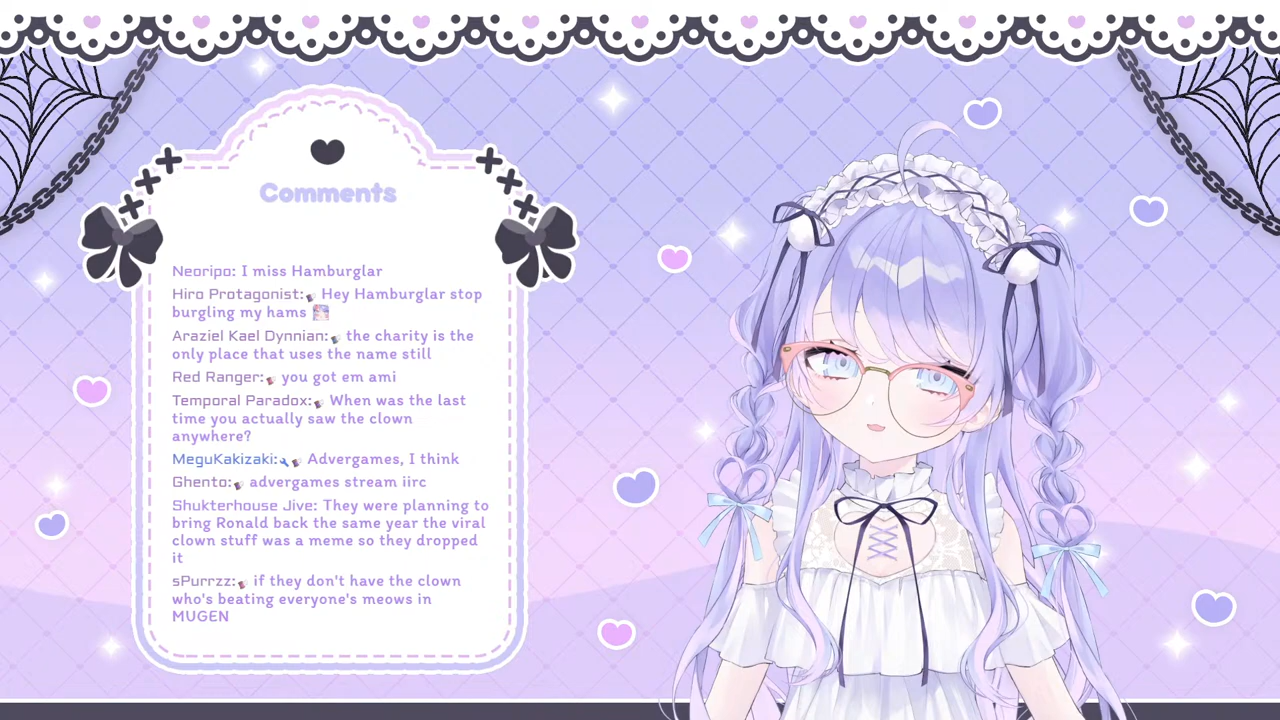 Comments
Neoripo: I miss Hamburglar
Hiro Protagonist: Hey Hamburglar stop
burgling my hams
Araziel Kael Dynnian: the charity is the
only place that uses the name still
Red Ranger: you got em ami
Temporal Paradox: When was the last
time you actually saw the clown
anywhere?
MeguKakizaki: Advergames, I think
Ghento: advergames stream iirc
Shukterhouse Jive: They were planning to
bring Ronald back the same year the viral
clown stuff was a meme so they dropped
it
sPurrzz: if they don't have the clown
who's beating everyone's meows in
MUGEN